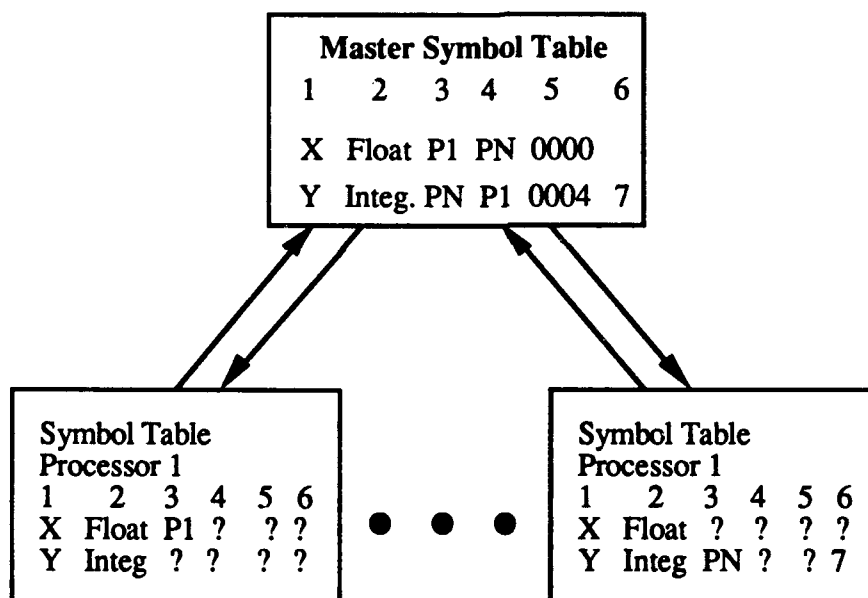 Master Symbol Table
1 2 3 4 5 6
X Float P1 PN 0000
Y Integ. PN P1 0004 7
Symbol Table
Processor 1
1 2 3 4 5 6
X Float P1 ? ? ?
Y Integ ? ? ? ?
Symbol Table
Processor 1
1 2 3 4 5 6
X Float ? ? ? ?
Y Integ PN ? ? 7